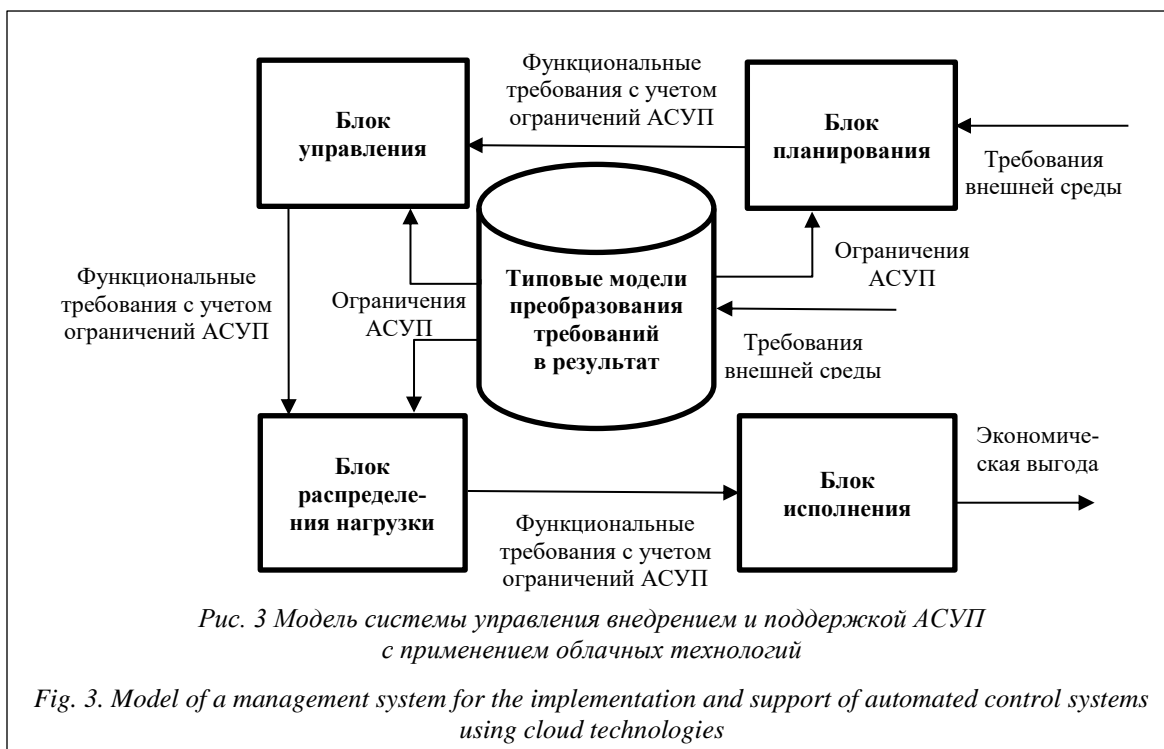 Функциональные
требования с учетом
ограничений АСУП
Блок
управления
Блок
планирования
Требования
внешней среды
Функциональные
требования с учетом
ограничений АСУП
Ограничения
АСУП
Типовые модели
преобразования
требований
в результат
Ограничения
АСУП
Требования
внешней среды
Блок
распределе-
ния нагрузки
Функциональные
требования с учетом
ограничений АСУП
Блок
исполнения
Экономиче-
ская выгода
Рис. 3 Модель системы управления внедрением и поддержкой АСУП
с применением облачных технологий
Fig. 3. Model of a management system for the implementation and support of automated control systems
using cloud technologies